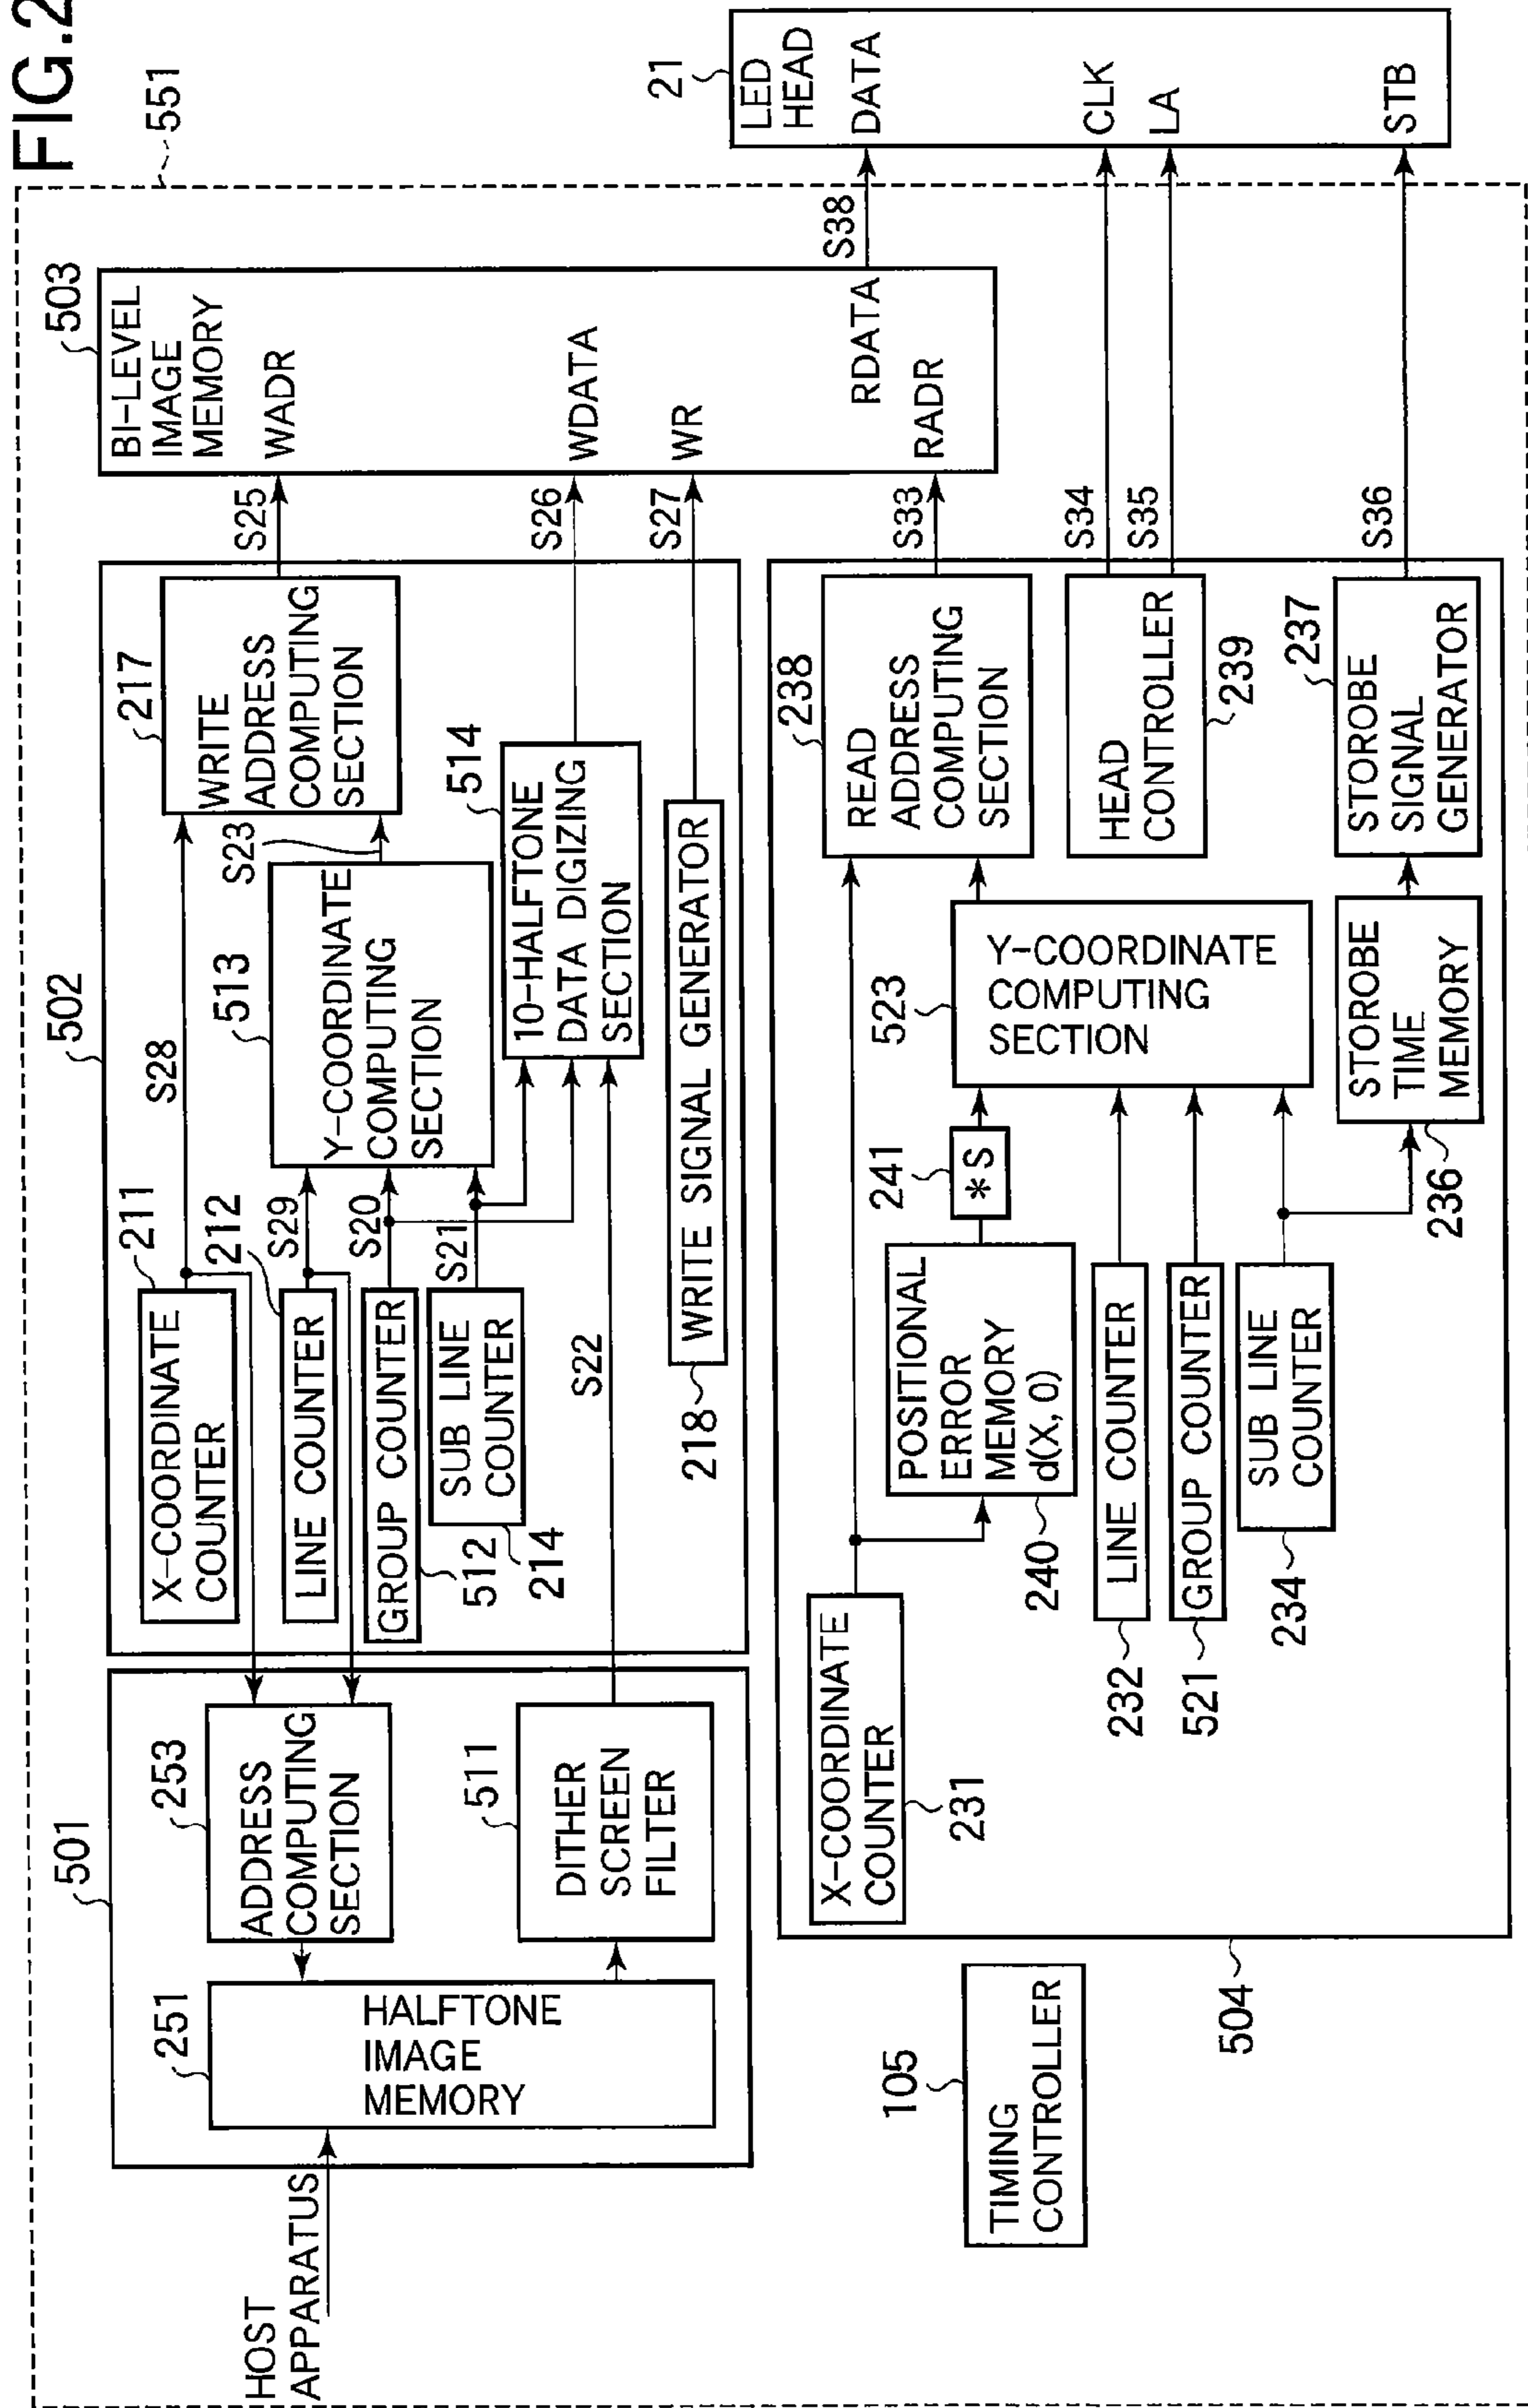 FIG.2
551
HOST
APPARATUS
501
251
HALFTONE
IMAGE
MEMORY
253
ADDRESS
COMPUTING
SECTION
511
DITHER
SCREEN
FILTER
502
211
X-COORDINATE
COUNTER
212
LINE COUNTER
GROUP COUNTER
512
SUB LINE
COUNTER
214
S28
S29
S20
S21
S22
513
Y-COORDINATE
COMPUTING
SECTION
S23
217
WRITE
ADDRESS
COMPUTING
SECTION
514
10-HALFTONE
DATA DIGIZING
SECTION
218
WRITE SIGNAL GENERATOR
S25
S26
S27
503
BI-LEVEL
IMAGE
MEMORY
WADR
WDATA
WR
RDATA
RADR
S38
21
LED
HEAD
DATA
CLK
LA
STB
105
TIMING
CONTROLLER
504
X-COORDINATE
COUNTER
231
POSITIONAL
ERROR
MEMORY
d(X,0)
240
241
*S
232
LINE COUNTER
521
GROUP COUNTER
SUB LINE
COUNTER
234
523
Y-COORDINATE
COMPUTING
SECTION
238
READ
ADDRESS
COMPUTING
SECTION
S33
HEAD
CONTROLLER
239
S34
S35
STOROBE
TIME
MEMORY
236
237
STOROBE
SIGNAL
GENERATOR
S36